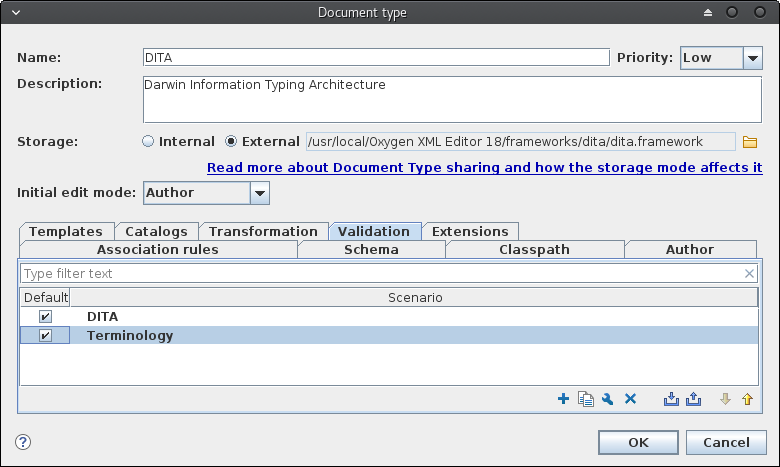 Document type
Name: DITA Priority: Low
Description: Darwin Information Typing Architecture
Storage: Internal External /usr/local/Oxygen XML Editor 18/frameworks/dita/dita.framework
Read more about Document Type sharing and how the storage mode affects it
Initial edit mode: Author
Templates Catalogs Transformation Validation Extensions
Association rules Schema Classpath Author
Type filter text
Default Scenario
DITA
Terminology
? OK Cancel